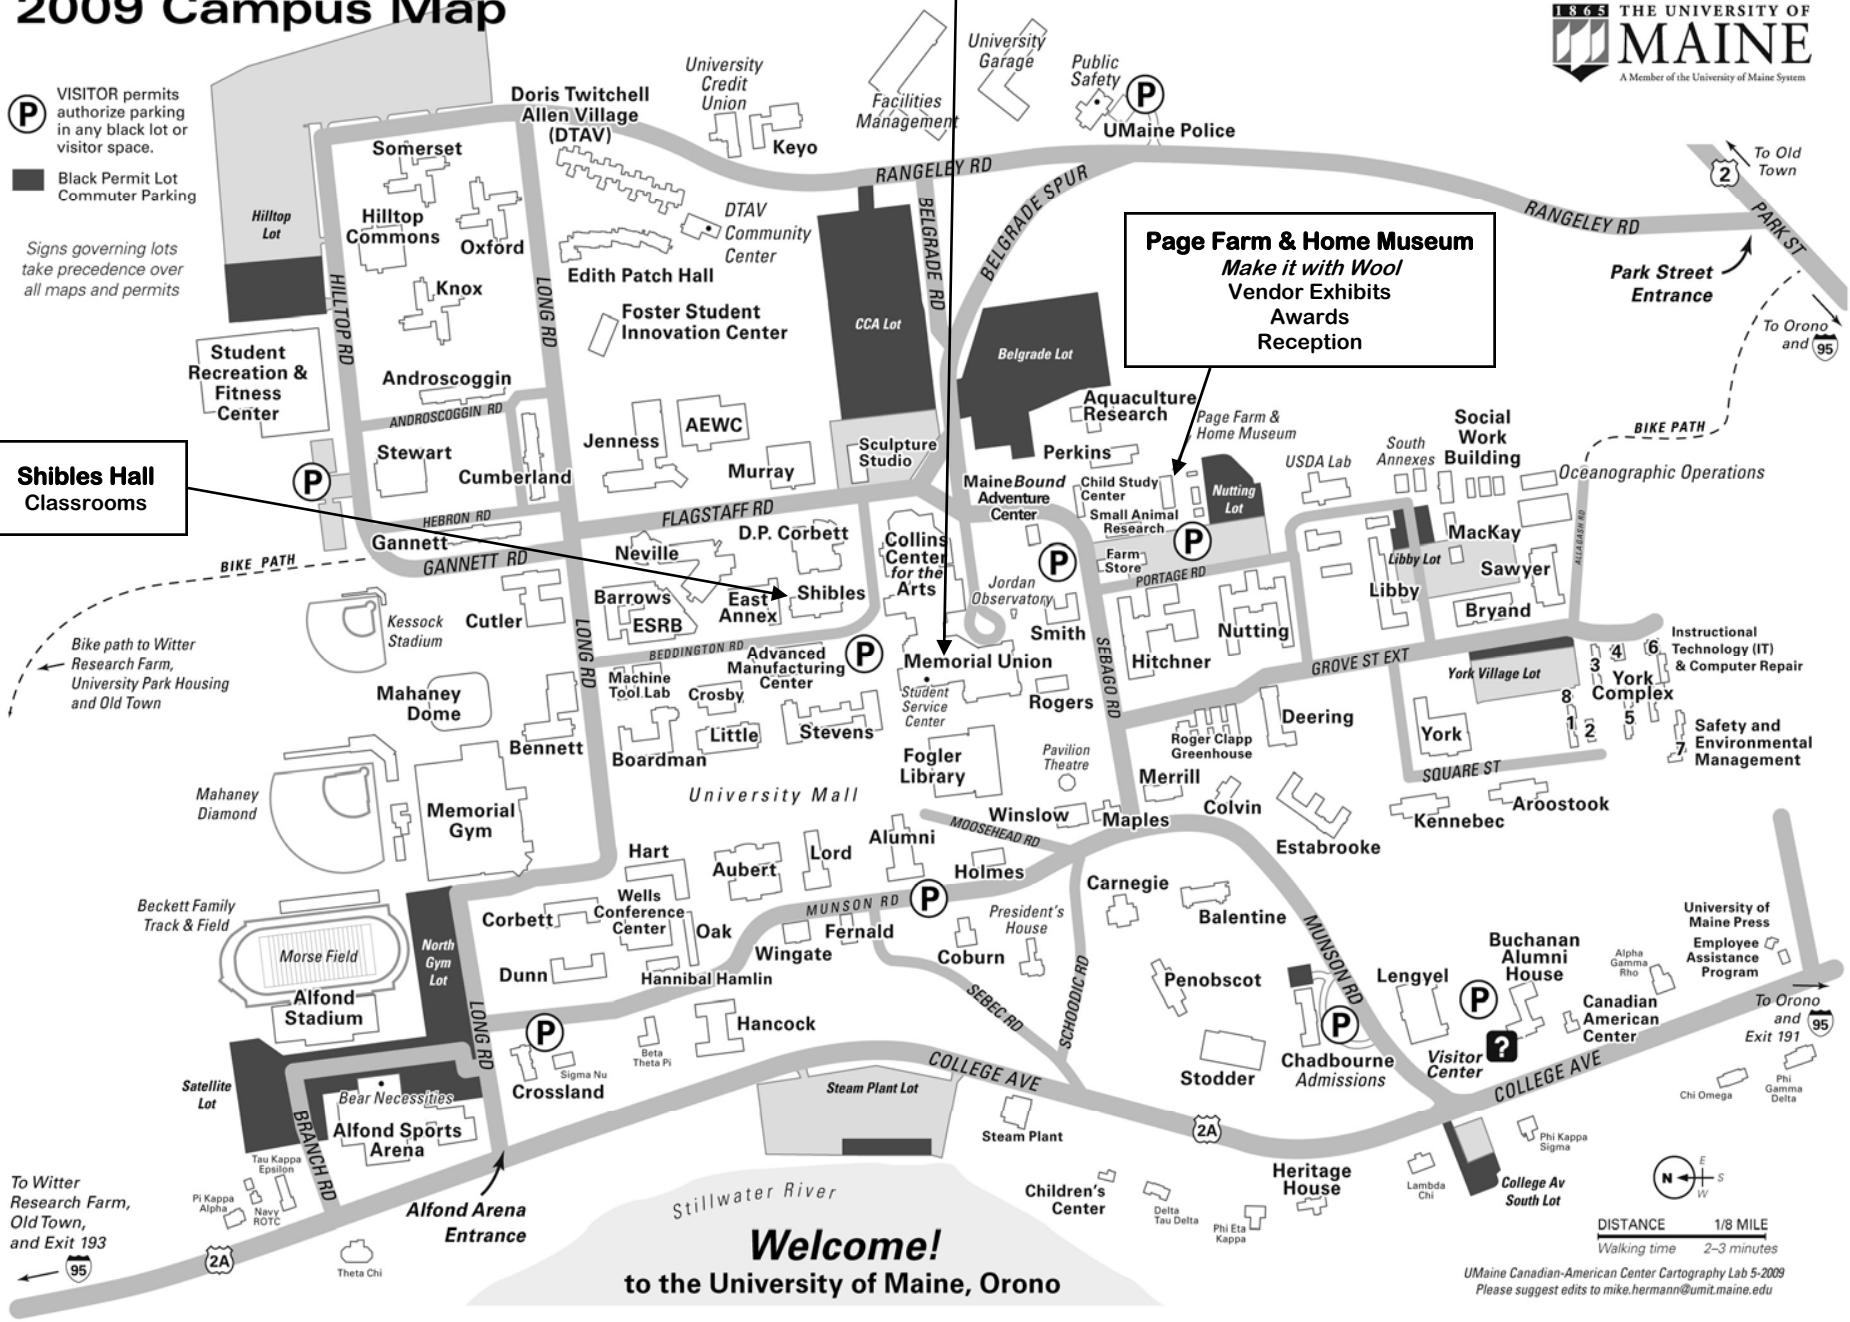 2009 Campus Map
1865 THE UNIVERSITY OF
MAINE
A Member of the University of Maine System
P
VISITOR permits
authorize parking
in any black lot or
visitor space.
Black Permit Lot
Commuter Parking
Signs governing lots
take precedence over
all maps and permits
Hilltop
Lot
Somerset
Hilltop
Commons
Oxford
Knox
Doris Twitchell
Allen Village
(DTAV)
University
Credit
Union
Keyo
Facilities
Management
University
Garage
Public
Safety
P
UMaine Police
RANGELEY RD
BELGRADE RD
BELGRADE SPUR
RANGELEY RD
To Old
Town
2
PARK ST
Park Street
Entrance
To Orono
and 95
DTAV
Community
Center
Edith Patch Hall
Foster Student
Innovation Center
HILLTOP RD
LONG RD
CCA Lot
Belgrade Lot
Page Farm & Home Museum
Make it with Wool
Vendor Exhibits
Awards
Reception
Student
Recreation &
Fitness
Center
Androscoggin
ANDROSCOGGIN RD
Stewart
Cumberland
Jenness
AEWC
Murray
Sculpture
Studio
Aquaculture
Research
Perkins
Page Farm &
Home Museum
MaineBound
Adventure
Center
Child Study
Center
Small Animal
Research
Farm
Store
P
Nutting
Lot
USDA Lab
South
Annexes
Social
Work
Building
BIKE PATH
Oceanographic Operations
Shibles Hall
Classrooms
P
HEBRON RD
Gannett
GANNETT RD
FLAGSTAFF RD
BIKE PATH
Neville
D.P. Corbett
Collins
Center
for the
Arts
P
PORTAGE RD
Libby Lot
MacKay
Sawyer
ALLAGASH RD
Libby
Bryand
Kessock
Stadium
Cutler
Barrows
ESRB
East
Annex
Shibles
Jordan
Observatory
Smith
Hitchner
Nutting
Bike path to Witter
Research Farm,
University Park Housing
and Old Town
LONG RD
BEDDINGTON RD
Machine
Tool Lab
Advanced
Manufacturing
Center
P
Memorial Union
Student
Service
Center
Rogers
SEBAGO RD
GROVE ST EXT
York Village Lot
6
Instructional
Technology (IT)
& Computer Repair
3
4
York
Complex
8
1
2
5
7
Safety and
Environmental
Management
Mahaney
Dome
Bennett
Crosby
Little
Boardman
Stevens
Fogler
Library
Pavilion
Theatre
Roger Clapp
Greenhouse
Deering
York
SQUARE ST
Mahaney
Diamond
Memorial
Gym
University Mall
Winslow
MOOSEHEAD RD
Maples
Merrill
Colvin
Estabrooke
Kennebec
Aroostook
Hart
Aubert
Lord
Alumni
Holmes
Beckett Family
Track & Field
Morse Field
Alfond
Stadium
North
Gym
Lot
Corbett
Wells
Conference
Center
Oak
Dunn
Hannibal Hamlin
MUNSON RD
P
Wingate
Fernald
Coburn
President's
House
Carnegie
Balentine
MUNSON RD
University of
Maine Press
Employee
Assistance
Program
Buchanan
Alumni
House
Alpha
Gamma
Rho
Lengyel
P
Canadian
American
Center
To Orono
and
Exit 191
95
LONG RD
P
Crossland
Sigma Nu
Beta
Theta Pi
Hancock
SEBEC RD
SCHOODIC RD
Penobscot
Stodder
P
Chadbourne
Admissions
Visitor
Center
?
COLLEGE AVE
Chi Omega
Phi
Gamma
Delta
Satellite
Lot
Bear Necessities
Alfond Sports
Arena
BRANCH RD
COLLEGE AVE
Steam Plant Lot
Steam Plant
2A
Phi Kappa
Sigma
Tau Kappa
Epsilon
Pi Kappa
Alpha
Navy
ROTC
Theta Chi
To Witter
Research Farm,
Old Town,
and Exit 193
95
2A
Alfond Arena
Entrance
Stillwater River
Children's
Center
Delta
Tau Delta
Phi Eta
Kappa
Heritage
House
Lambda
Chi
College Av
South Lot
N
E
S
W
DISTANCE 1/8 MILE
Walking time 2–3 minutes
Welcome!
to the University of Maine, Orono
UMaine Canadian-American Center Cartography Lab 5-2009
Please suggest edits to mike.hermann@umit.maine.edu